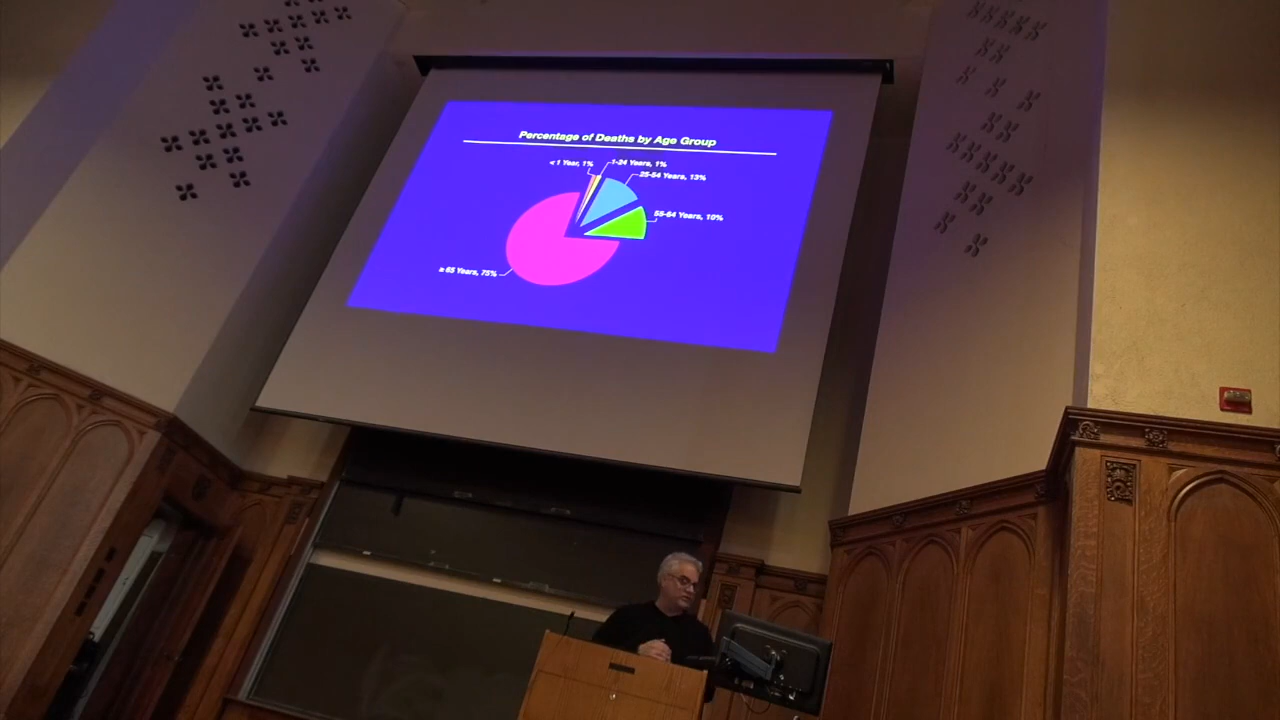 Percentage of Deaths by Age Group
< 1 Year, 1%
1-24 Years, 1%
25-54 Years, 13%
55-64 Years, 10%
≥ 65 Years, 75%